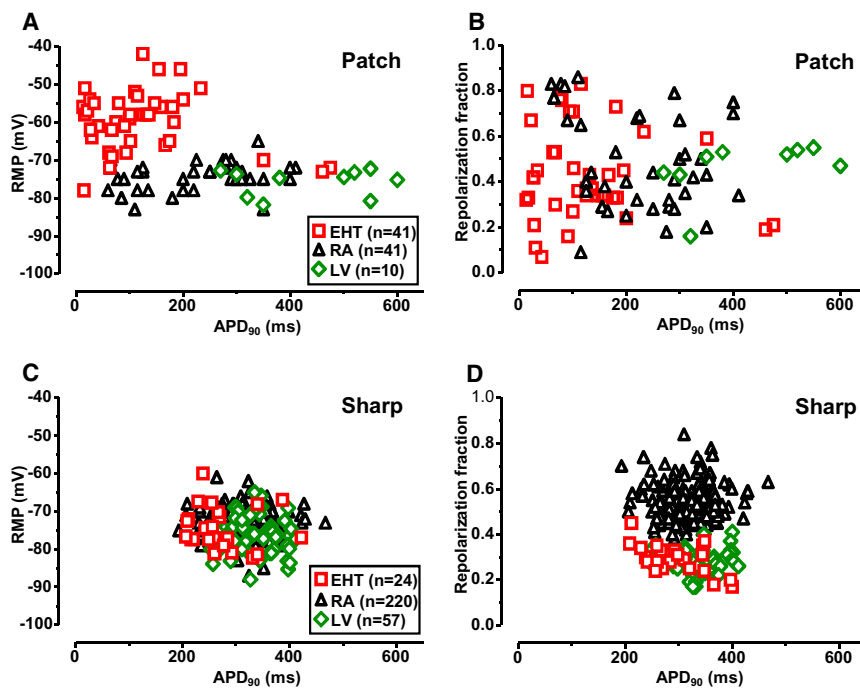 A
Patch
RMP (mV)
-40
-50
-60
-70
-80
-90
-100
EHT (n=41)
RA (n=41)
LV (n=10)
0 200 400 600
APD₉₀ (ms)
B
Patch
Repolarization fraction
1.0
0.8
0.6
0.4
0.2
0.0
0 200 400 600
APD₉₀ (ms)
C
Sharp
RMP (mV)
-40
-50
-60
-70
-80
-90
-100
EHT (n=24)
RA (n=220)
LV (n=57)
0 200 400 600
APD₉₀ (ms)
D
Sharp
Repolarization fraction
1.0
0.8
0.6
0.4
0.2
0.0
0 200 400 600
APD₉₀ (ms)